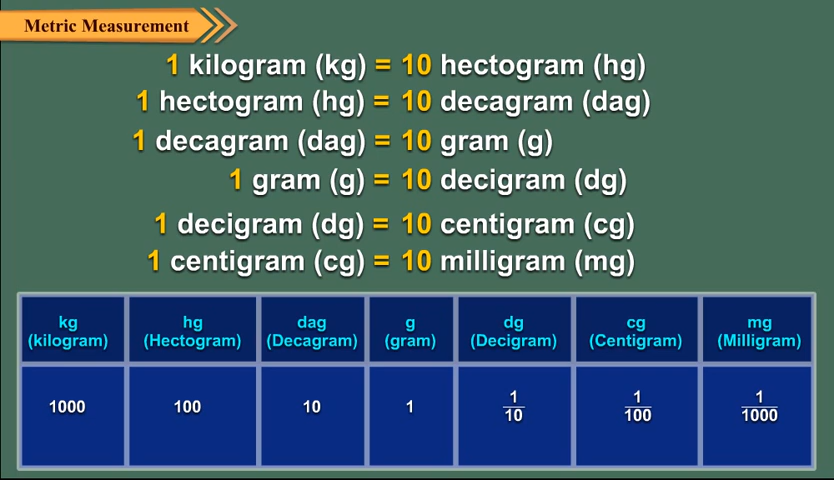 Metric Measurement
1 kilogram (kg) = 10 hectogram (hg)
1 hectogram (hg) = 10 decagram (dag)
1 decagram (dag) = 10 gram (g)
1 gram (g) = 10 decigram (dg)
1 decigram (dg) = 10 centigram (cg)
1 centigram (cg) = 10 milligram (mg)
kg hg dag g dg cg mg
(kilogram) (Hectogram) (Decagram) (gram) (Decigram) (Centigram) (Milligram)
1000 100 10 1 1/10 1/100 1/1000